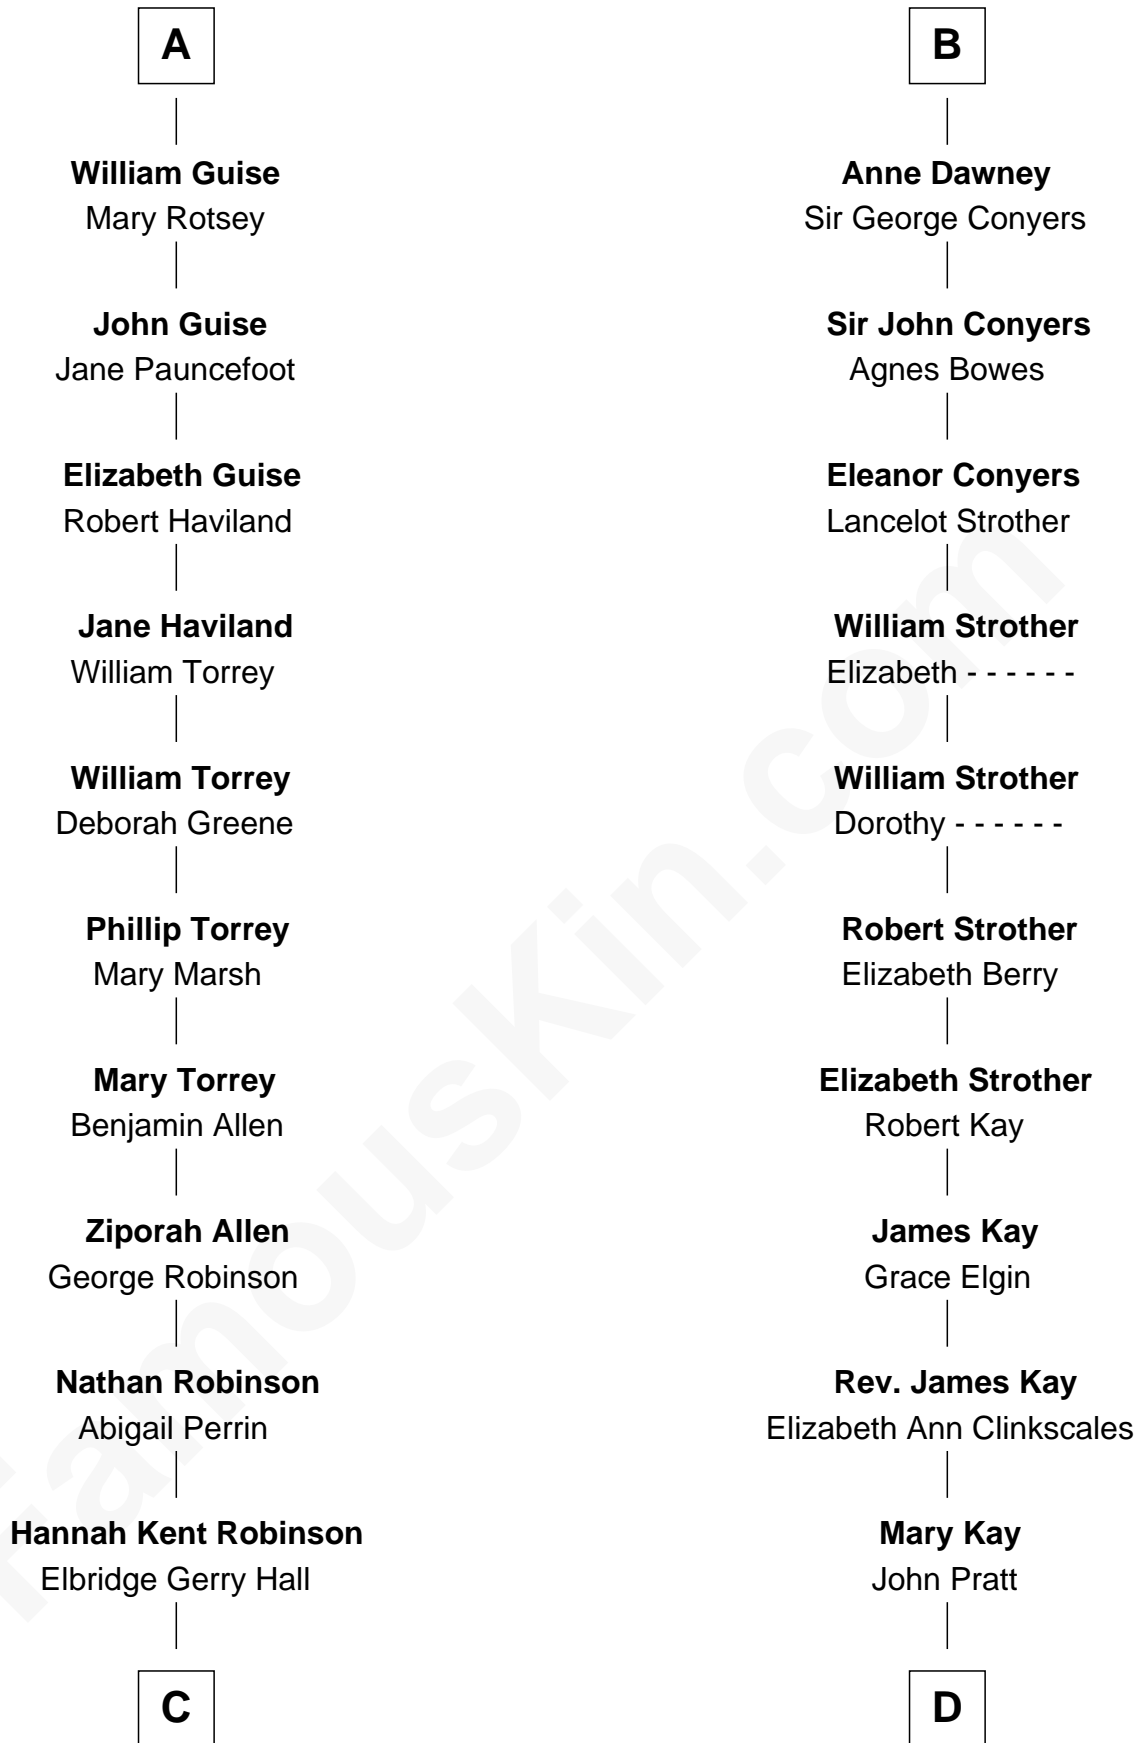 A
William Guise
Mary Rotsey
John Guise
Jane Pauncefoot
Elizabeth Guise
Robert Haviland
Jane Haviland
William Torrey
William Torrey
Deborah Greene
Phillip Torrey
Mary Marsh
Mary Torrey
Benjamin Allen
Ziporah Allen
George Robinson
Nathan Robinson
Abigail Perrin
Hannah Kent Robinson
Elbridge Gerry Hall
C
B
Anne Dawney
Sir George Conyers
Sir John Conyers
Agnes Bowes
Eleanor Conyers
Lancelot Strother
William Strother
Elizabeth - - - - - -
William Strother
Dorothy - - - - - -
Robert Strother
Elizabeth Berry
Elizabeth Strother
Robert Kay
James Kay
Grace Elgin
Rev. James Kay
Elizabeth Ann Clinkscales
Mary Kay
John Pratt
D
famouskin.com